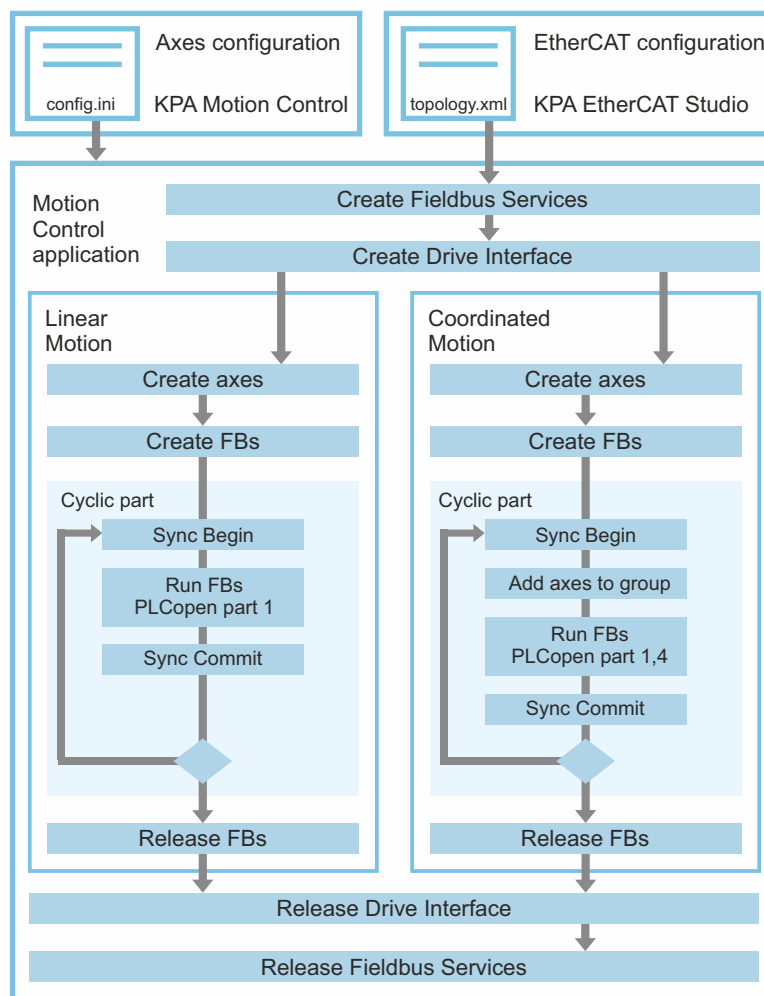 Axes configuration
config.ini
KPA Motion Control
EtherCAT configuration
topology.xml
KPA EtherCAT Studio
Motion
Control
application
Create Fieldbus Services
Create Drive Interface
Linear
Motion
Create axes
Create FBs
Cyclic part
Sync Begin
Run FBs
PLCopen part 1
Sync Commit
Release FBs
Coordinated
Motion
Create axes
Create FBs
Cyclic part
Sync Begin
Add axes to group
Run FBs
PLCopen part 1,4
Sync Commit
Release FBs
Release Drive Interface
Release Fieldbus Services